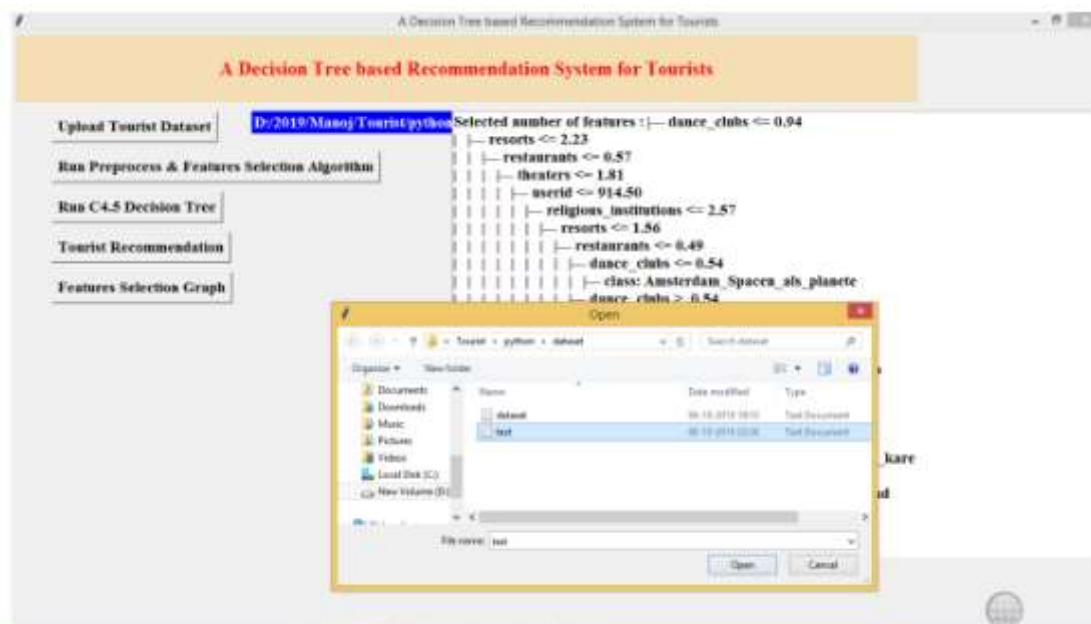 A Decision Tree based Recommendation System for Tourists
A Decision Tree based Recommendation System for Tourists
Upload Tourist Dataset
D:/2019/Manoj/Tourist/python
Run Preprocess & Features Selection Algorithm
Run C4.5 Decision Tree
Tourist Recommendation
Features Selection Graph
Selected number of features :|--- dance_clubs <= 0.94
| |--- resorts <= 2.23
| | |--- restaurants <= 0.57
| | | |--- theaters <= 1.81
| | | | |--- userid <= 914.50
| | | | | |--- religious_institutions <= 2.57
| | | | | | |--- resorts <= 1.56
| | | | | | | |--- restaurants <= 0.49
| | | | | | | | |--- dance_clubs <= 0.54
| | | | | | | | | |--- class: Amsterdam_Spacen_als_planete
dance_clubs > 0.54
_kare
Open
Tourist python dataset
Search dataset
Organize New folder
Documents
Downloads
Music
Pictures
Videos
Local Disk (C:)
New Volume (D:)
Name Date modified Type
dataset Text Document
test Text Document
File name: test
Open Cancel